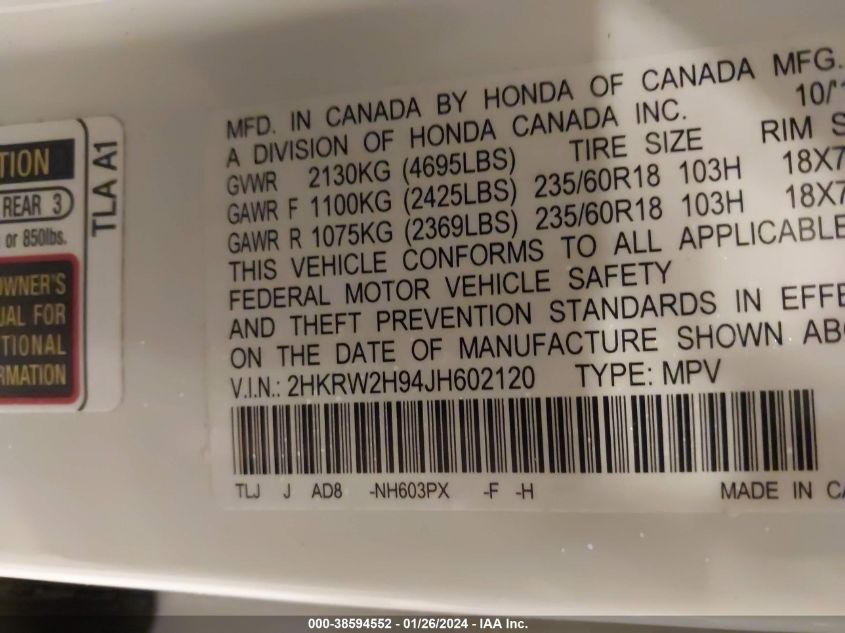 TION
REAR 3
or 850lbs.
OWNER'S
UAL FOR
TIONAL
RMATION
TLA A1
MFD. IN CANADA BY HONDA OF CANADA MFG.
A DIVISION OF HONDA CANADA INC. 10/
GVWR 2130KG (4695LBS) TIRE SIZE RIM S
GAWR F 1100KG (2425LBS) 235/60R18 103H 18X7
GAWR R 1075KG (2369LBS) 235/60R18 103H 18X7
THIS VEHICLE CONFORMS TO ALL APPLICABLE
FEDERAL MOTOR VEHICLE SAFETY
AND THEFT PREVENTION STANDARDS IN EFFE
ON THE DATE OF MANUFACTURE SHOWN ABO
V.I.N.: 2HKRW2H94JH602120 TYPE: MPV
TLJ J AD8 -NH603PX -F -H MADE IN CA
000-38594552 - 01/26/2024 - IAA Inc.